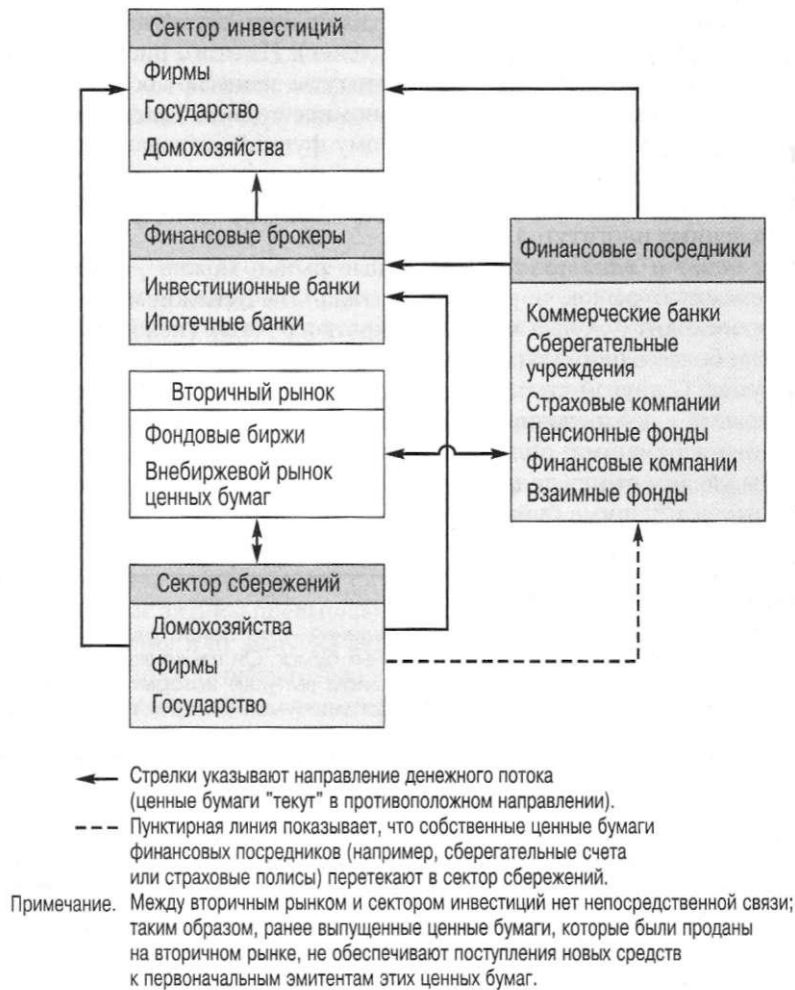 Сектор инвестиций
Фирмы
Государство
Домохозяйства
Финансовые брокеры
Инвестиционные банки
Ипотечные банки
Финансовые посредники
Коммерческие банки
Сберегательные
учреждения
Страховые компании
Пенсионные фонды
Финансовые компании
Взаимные фонды
Вторичный рынок
Фондовые биржи
Внебиржевой рынок
ценных бумаг
Сектор сбережений
Домохозяйства
Фирмы
Государство
Стрелки указывают направление денежного потока
(ценные бумаги "текут" в противоположном направлении).
Пунктирная линия показывает, что собственные ценные бумаги
финансовых посредников (например, сберегательные счета
или страховые полисы) перетекают в сектор сбережений.
Примечание. Между вторичным рынком и сектором инвестиций нет непосредственной связи;
таким образом, ранее выпущенные ценные бумаги, которые были проданы
на вторичном рынке, не обеспечивают поступления новых средств
к первоначальным эмитентам этих ценных бумаг.